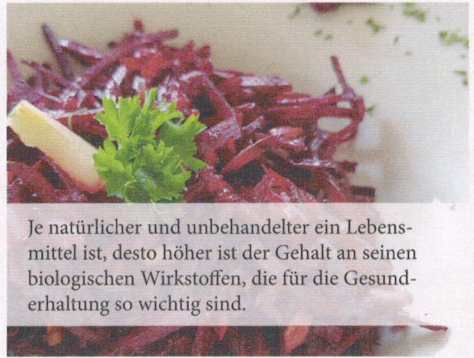 Je natürlicher und unbehandelter ein Lebens-
mittel ist, desto höher ist der Gehalt an seinen
biologischen Wirkstoffen, die für die Gesund-
erhaltung so wichtig sind.